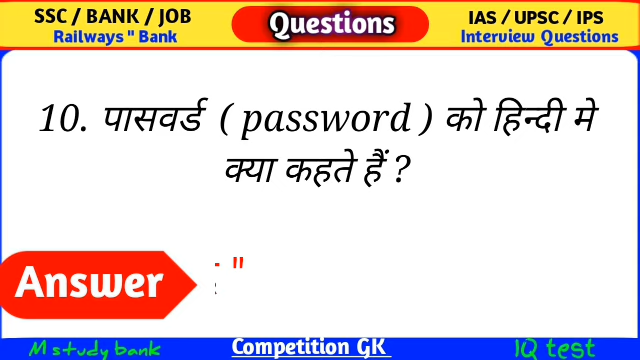 SSC / BANK / JOB
Railways " Bank
Questions
IAS / UPSC / IPS
Interview Questions
10. पासवर्ड ( password ) को हिन्दी मे
क्या कहते हैं ?
Answer
"
M study bank
Competition GK
IQ test